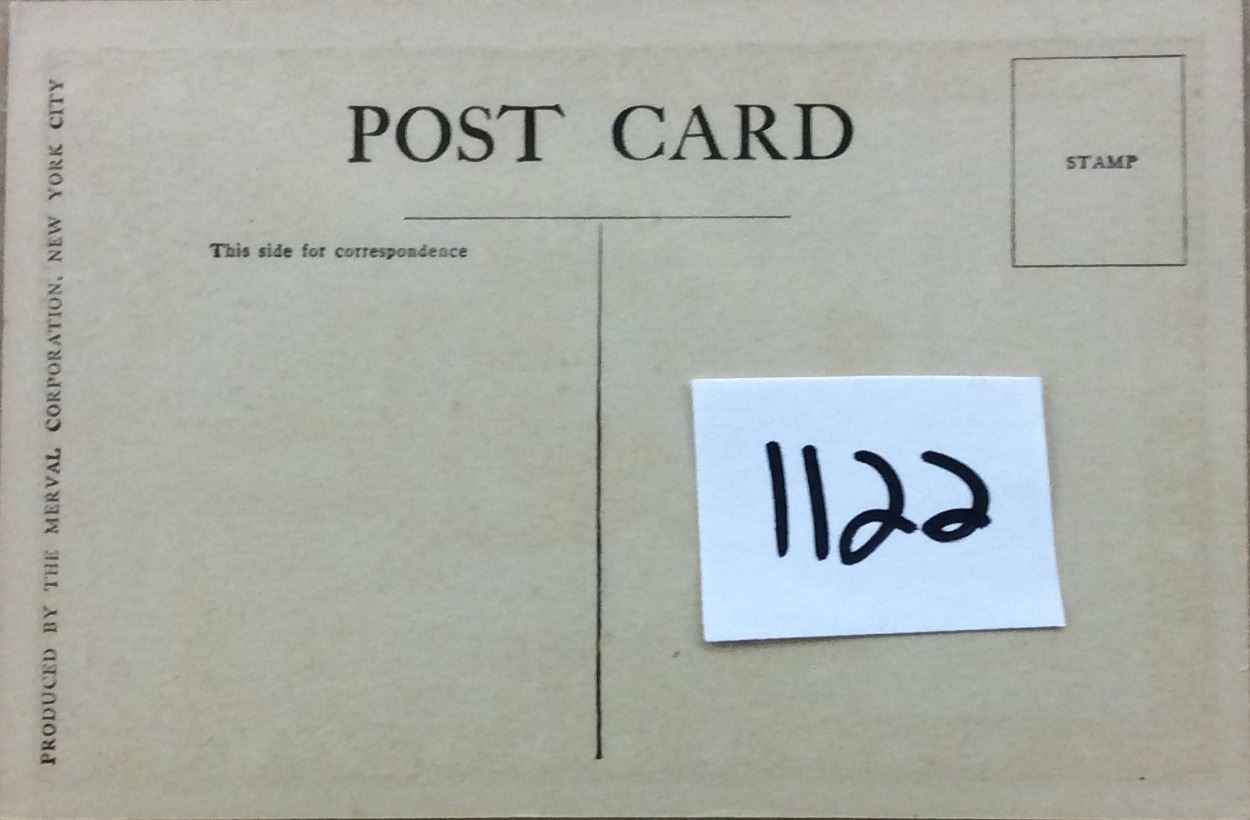 POST CARD
STAMP
This side for correspondence
PRODUCED BY THE MERVAL CORPORATION, NEW YORK CITY
1122